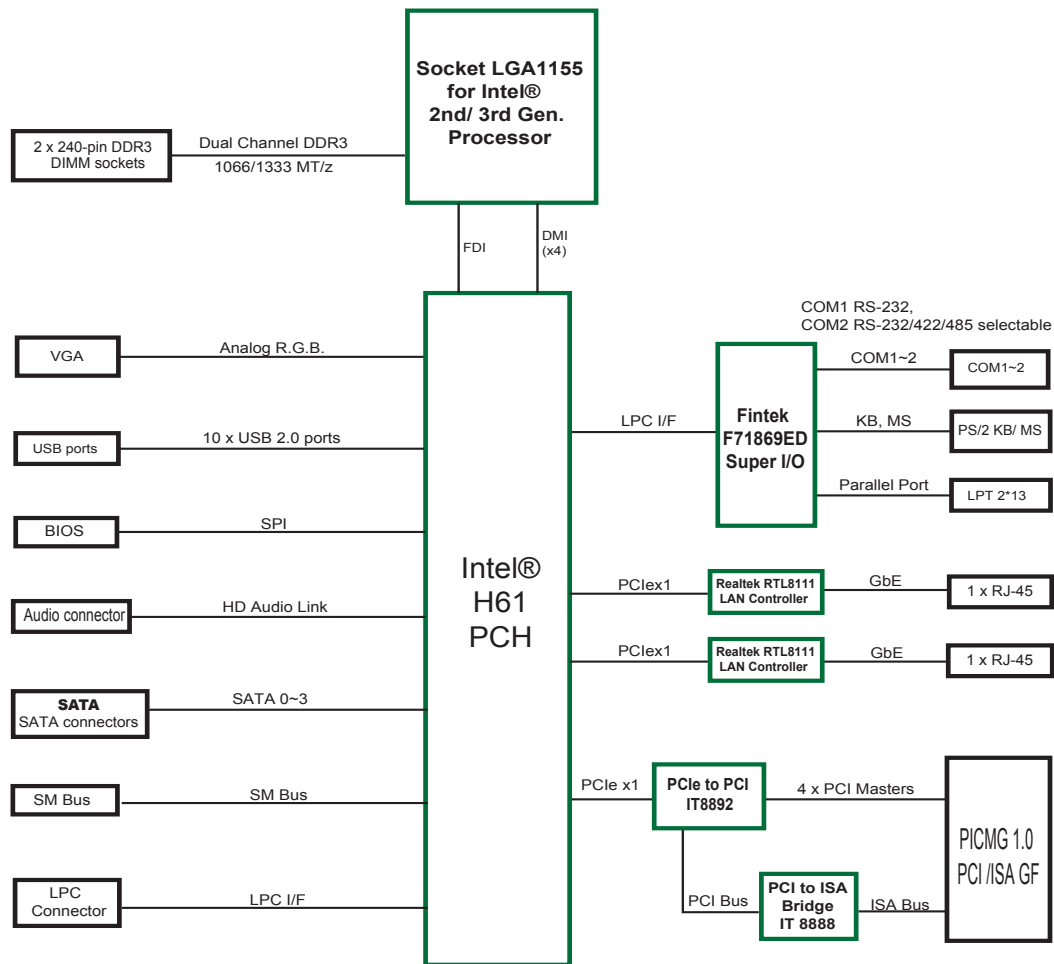 Socket LGA1155
for Intel®
2nd/ 3rd Gen.
Processor
2 x 240-pin DDR3
DIMM sockets
Dual Channel DDR3
1066/1333 MT/z
FDI
DMI
(x4)
COM1 RS-232,
COM2 RS-232/422/485 selectable
VGA
Analog R.G.B.
USB ports
10 x USB 2.0 ports
BIOS
SPI
Audio connector
HD Audio Link
SATA
SATA connectors
SATA 0~3
SM Bus
SM Bus
LPC
Connector
LPC I/F
Intel®
H61
PCH
LPC I/F
Fintek
F71869ED
Super I/O
COM1~2
COM1~2
KB, MS
PS/2 KB/ MS
Parallel Port
LPT 2*13
PCIex1
Realtek RTL8111
LAN Controller
GbE
1 x RJ-45
PCIex1
Realtek RTL8111
LAN Controller
GbE
1 x RJ-45
PCIe x1
PCIe to PCI
IT8892
4 x PCI Masters
PCI Bus
PCI to ISA
Bridge
IT 8888
ISA Bus
PICMG 1.0
PCI /ISA GF